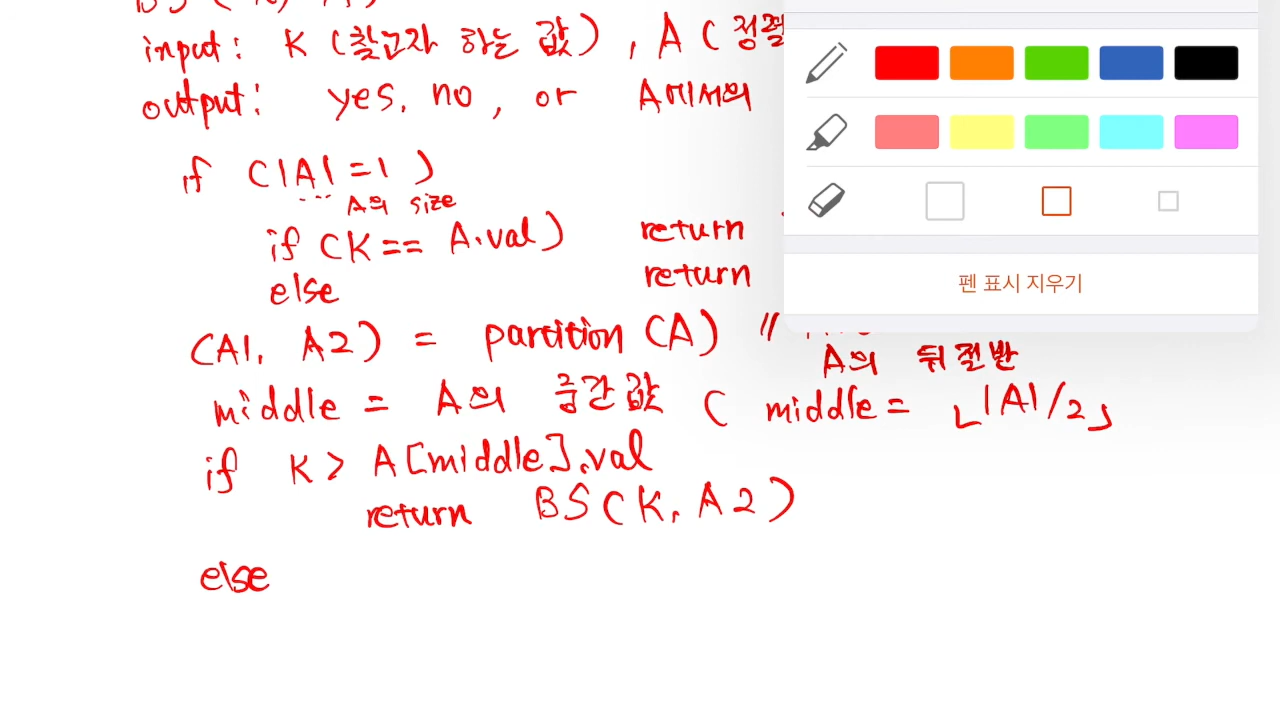 BS(K, A)
input: K (찾고자 하는 값), A (정렬
output: yes, no, or A에서의
if (|A|=1)
A의 size
if (K == A.val) return
else return
(A1, A2) = partition (A) //
A의 뒤절반
middle = A의 중간값 ( middle = ⌊|A|/2⌋
if K > A[middle].val
return BS(K, A2)
else
펜 표시 지우기